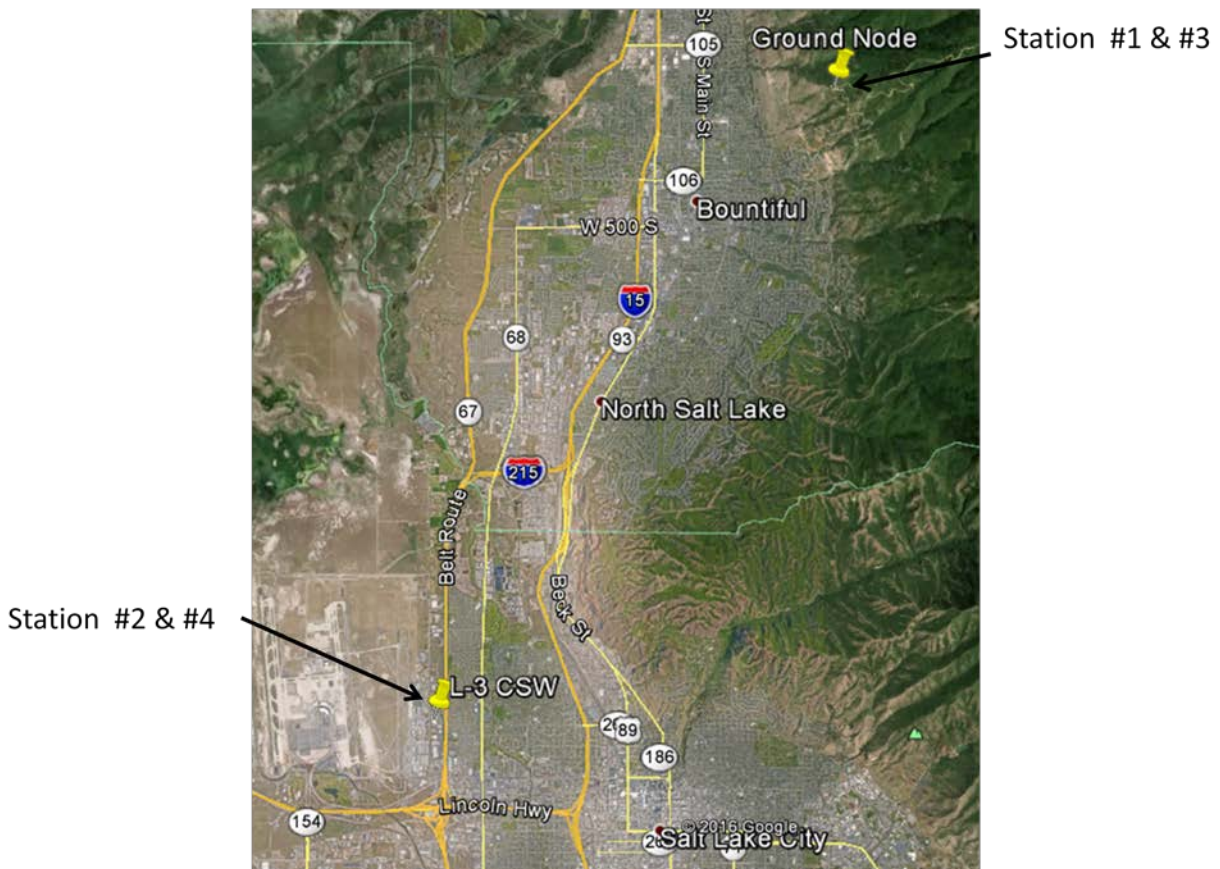 St
105
S Main St
Ground Node
Station #1 & #3
106
Bountiful
W 500 S
15
68
93
67
North Salt Lake
215
Belt Route
Beck St
Station #2 & #4
L-3 CSW
89
186
Lincoln Hwy
154
© 2016 Google
Salt Lake City